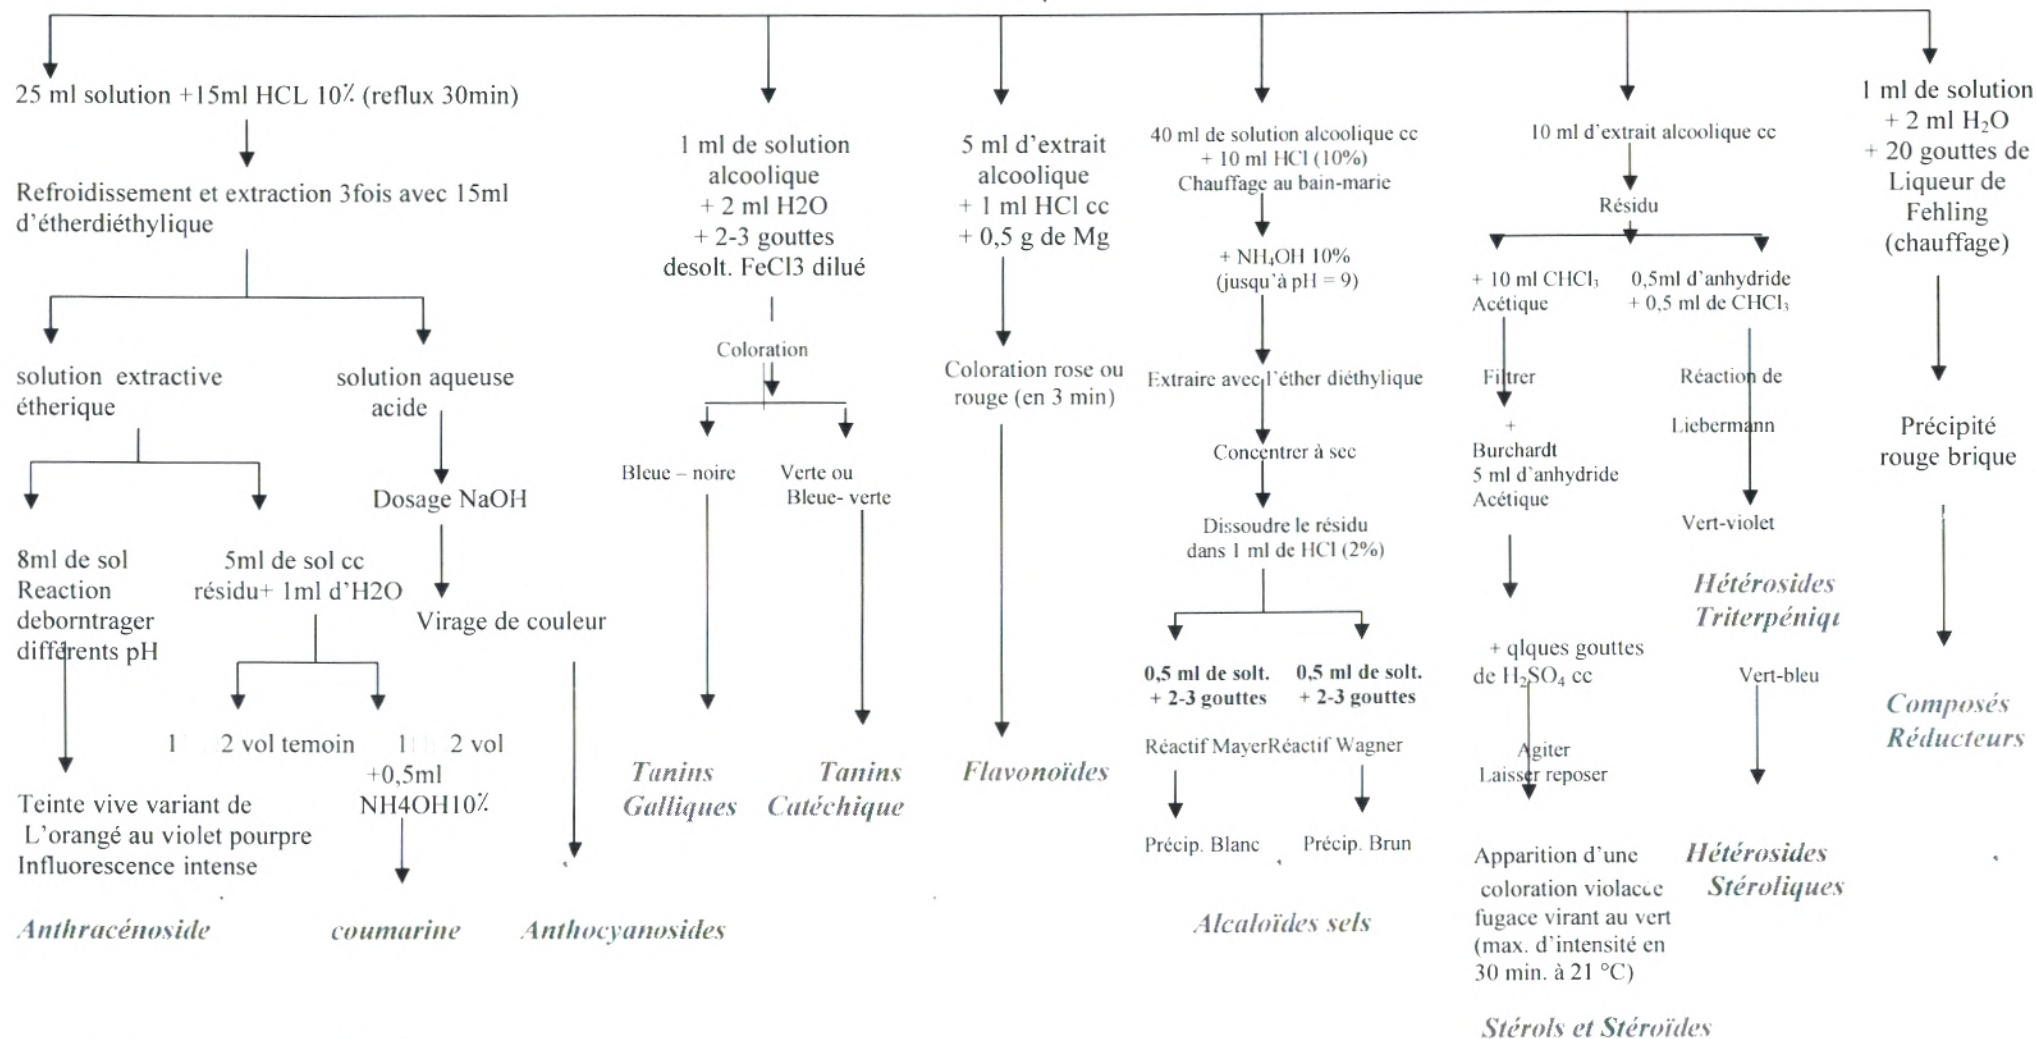 25 ml solution +15ml HCL 10% (reflux 30min)
Refroidissement et extraction 3fois avec 15ml
d'étherdiéthylique
solution extractive
étherique
solution aqueuse
acide
8ml de sol
Reaction
deborntrager
différents pH
5ml de sol cc
résidu+ 1ml d'H2O
Dosage NaOH
Virage de couleur
1 2 vol temoin
1 2 vol
+0,5ml
NH4OH10%
Teinte vive variant de
L'orangé au violet pourpre
Influorescence intense
Anthracénoside
coumarine
Anthocyanosides
1 ml de solution
alcoolique
+ 2 ml H2O
+ 2-3 gouttes
desolt. FeCl3 dilué
Coloration
Bleue – noire
Verte ou
Bleue- verte
Tanins
Galliques
Tanins
Catéchique
5 ml d'extrait
alcoolique
+ 1 ml HCl cc
+ 0,5 g de Mg
Coloration rose ou
rouge (en 3 min)
Flavonoïdes
40 ml de solution alcoolique cc
+ 10 ml HCl (10%)
Chauffage au bain-marie
+ NH₄OH 10%
(jusqu'à pH = 9)
Extraire avec l'éther diéthylique
Concentrer à sec
Dissoudre le résidu
dans 1 ml de HCl (2%)
0,5 ml de solt.
+ 2-3 gouttes
0,5 ml de solt.
+ 2-3 gouttes
Réactif Mayer
Réactif Wagner
Précip. Blanc
Précip. Brun
Alcaloïdes sels
10 ml d'extrait alcoolique cc
Résidu
+ 10 ml CHCl₃
Acétique
Filtrer
+
Burchardt
5 ml d'anhydride
Acétique
+ qlques gouttes
de H₂SO₄ cc
Agiter
Laisser reposer
Apparition d'une
coloration violacée
fugace virant au vert
(max. d'intensité en
30 min. à 21 °C)
Stérols et Stéroïdes
0,5ml d'anhydride
+ 0,5 ml de CHCl₃
Réaction de
Liebermann
Vert-violet
Hétérosides
Triterpéniqu
Vert-bleu
Hétérosides
Stéroliques
1 ml de solution
+ 2 ml H₂O
+ 20 gouttes de
Liqueur de
Fehling
(chauffage)
Précipité
rouge brique
Composés
Réducteurs